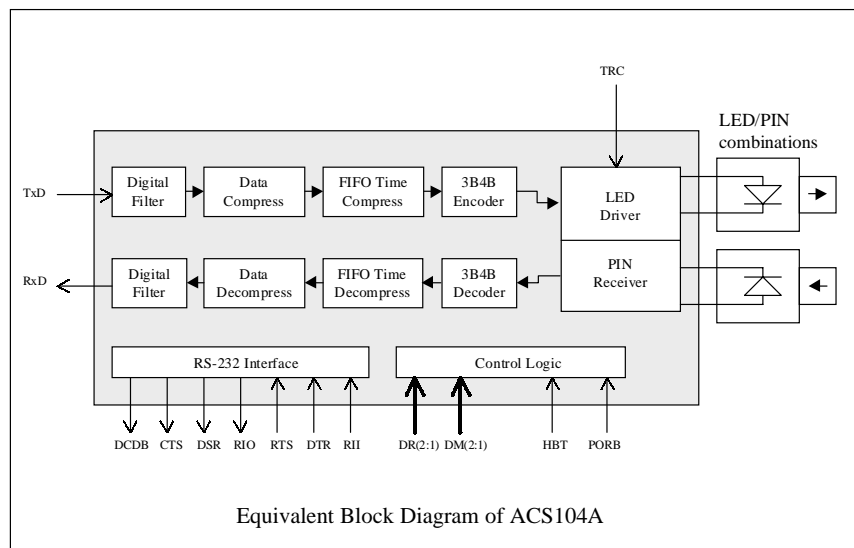 TRC
LED/PIN
combinations
TxD
Digital
Filter
Data
Compress
FIFO Time
Compress
3B4B
Encoder
LED
Driver
RxD
Digital
Filter
Data
Decompress
FIFO Time
Decompress
3B4B
Decoder
PIN
Receiver
RS-232 Interface
Control Logic
DCDB
CTS
DSR
RIO
RTS
DTR
RII
DR(2:1)
DM(2:1)
HBT
PORB
Equivalent Block Diagram of ACS104A